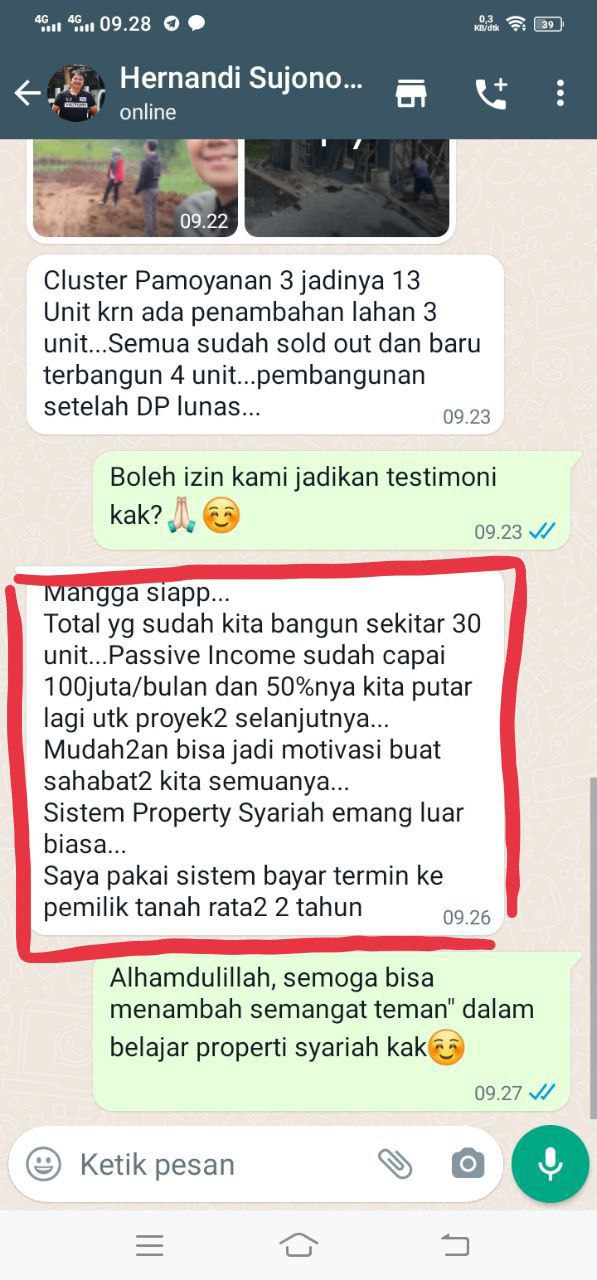 4G 4G 09.28 0,3 KB/dtk 39
Hernandi Sujono...
online
09.22
Cluster Pamoyanan 3 jadinya 13
Unit krn ada penambahan lahan 3
unit...Semua sudah sold out dan baru
terbangun 4 unit...pembangunan
setelah DP lunas...
09.23
Boleh izin kami jadikan testimoni
kak?🙏🏻☺️
09.23
Mangga siapp...
Total yg sudah kita bangun sekitar 30
unit...Passive Income sudah capai
100juta/bulan dan 50%nya kita putar
lagi utk proyek2 selanjutnya...
Mudah2an bisa jadi motivasi buat
sahabat2 kita semuanya...
Sistem Property Syariah emang luar
biasa...
Saya pakai sistem bayar termin ke
pemilik tanah rata2 2 tahun
09.26
Alhamdulillah, semoga bisa
menambah semangat teman" dalam
belajar properti syariah kak☺️
09.27
Ketik pesan